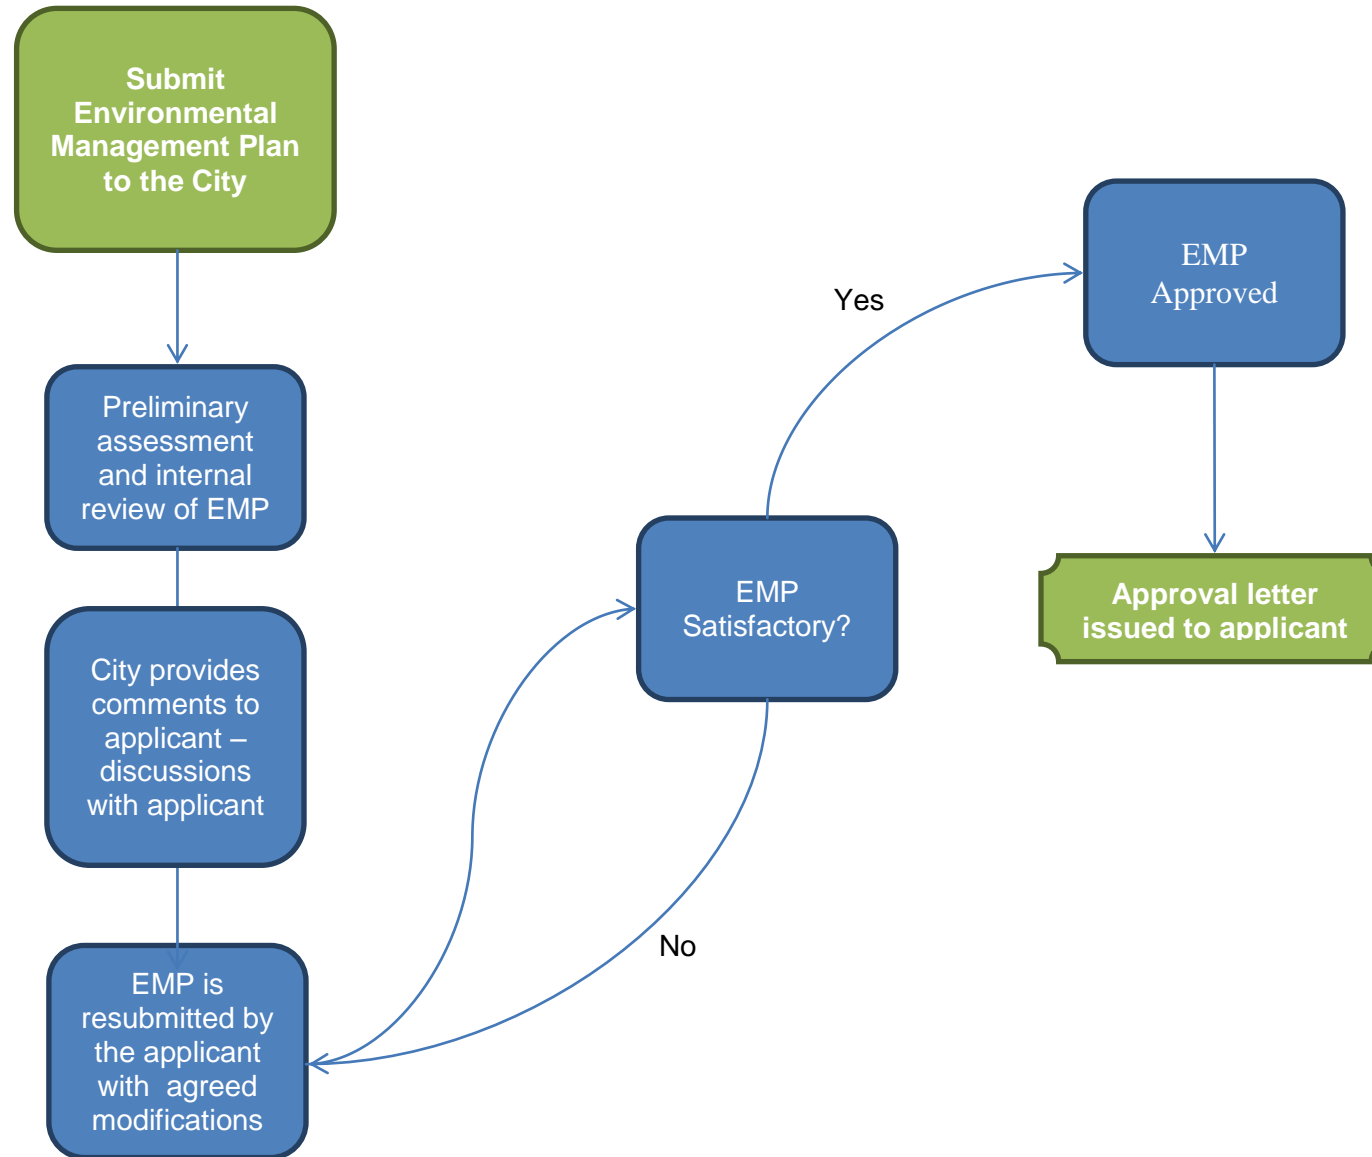 Submit
Environmental
Management Plan
to the City
Preliminary
assessment
and internal
review of EMP
City provides
comments to
applicant –
discussions
with applicant
EMP is
resubmitted by
the applicant
with  agreed
modifications
EMP
Satisfactory?
Yes
No
EMP
Approved
Approval letter
issued to applicant